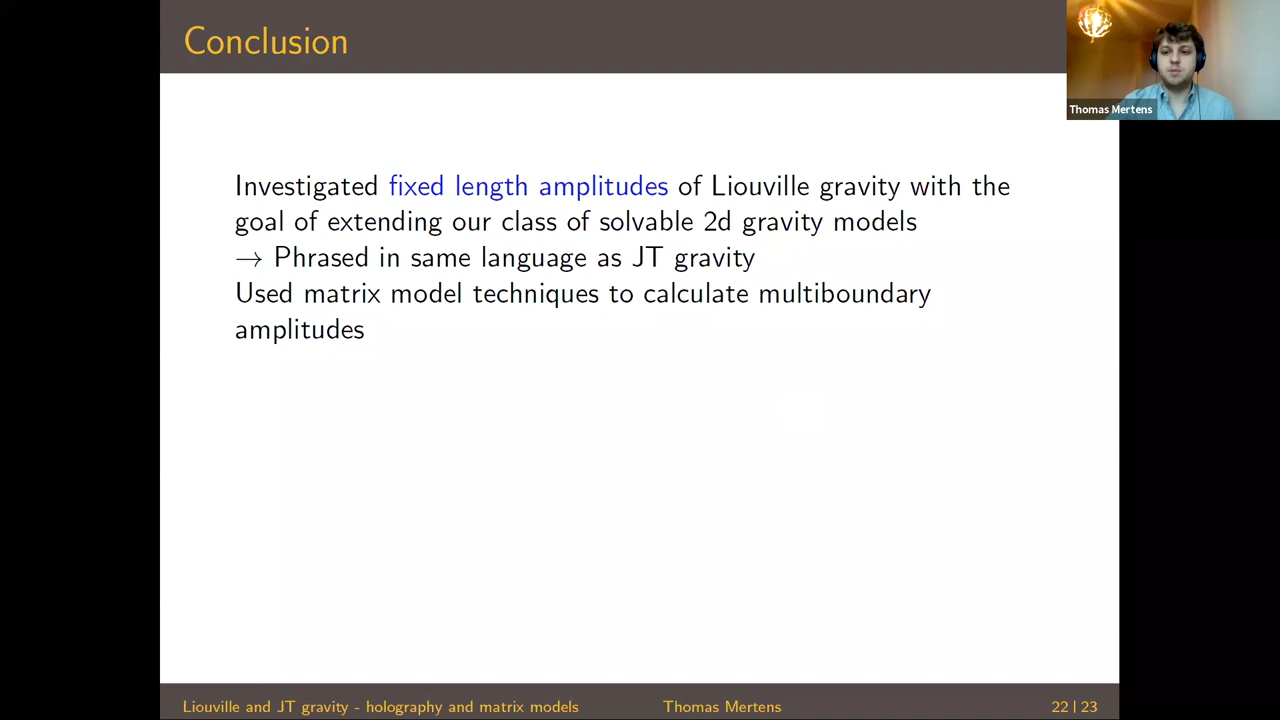 Conclusion
Thomas Mertens
Investigated fixed length amplitudes of Liouville gravity with the
goal of extending our class of solvable 2d gravity models
→ Phrased in same language as JT gravity
Used matrix model techniques to calculate multiboundary
amplitudes
Liouville and JT gravity - holography and matrix models Thomas Mertens 22 | 23